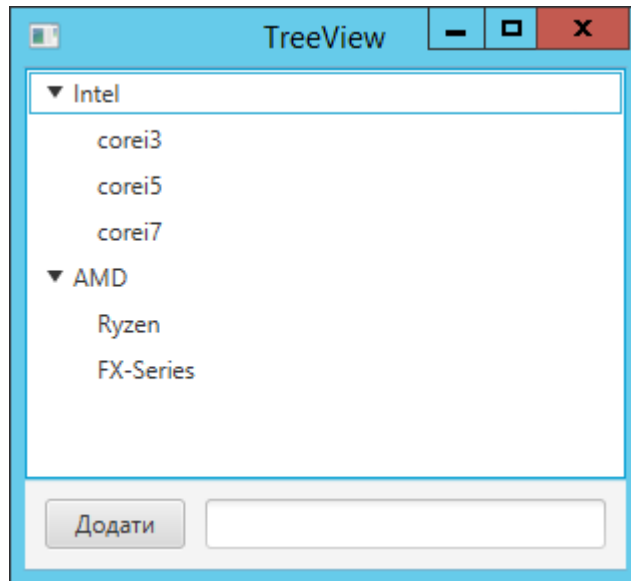 TreeView
Intel
corei3
corei5
corei7
AMD
Ryzen
FX-Series
Додати